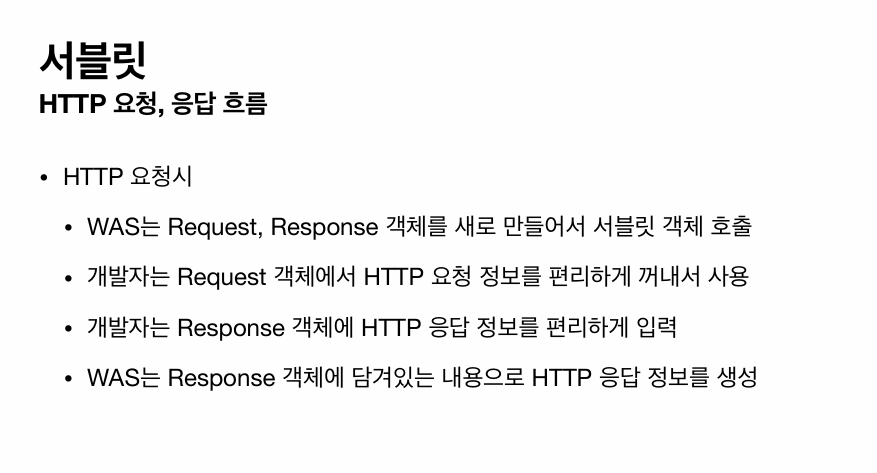 서블릿
HTTP 요청, 응답 흐름
• HTTP 요청시
• WAS는 Request, Response 객체를 새로 만들어서 서블릿 객체 호출
• 개발자는 Request 객체에서 HTTP 요청 정보를 편리하게 꺼내서 사용
• 개발자는 Response 객체에 HTTP 응답 정보를 편리하게 입력
• WAS는 Response 객체에 담겨있는 내용으로 HTTP 응답 정보를 생성